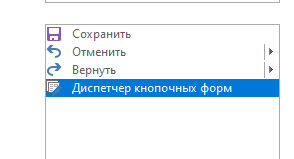 Сохранить
Отменить
Вернуть
Диспетчер кнопочных форм